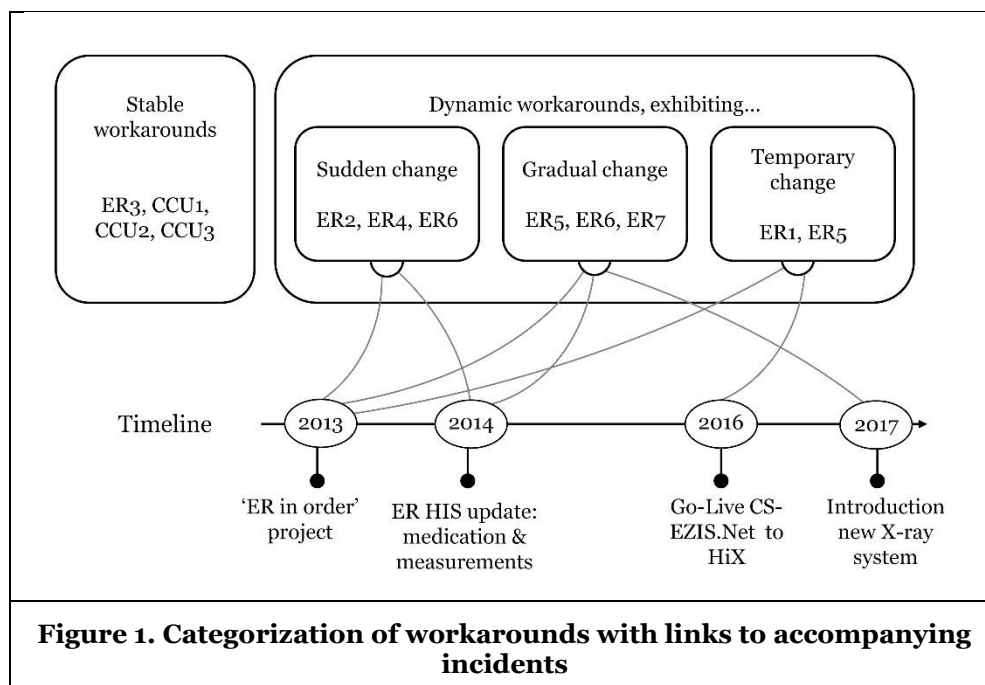 Stable
workarounds
ER3, CCU1,
CCU2, CCU3
Dynamic workarounds, exhibiting...
Sudden change
ER2, ER4, ER6
Gradual change
ER5, ER6, ER7
Temporary
change
ER1, ER5
Timeline
2013
2014
2016
2017
‘ER in order’
project
ER HIS update:
medication &
measurements
Go-Live CS-
EZIS.Net to
HiX
Introduction
new X-ray
system
Figure 1. Categorization of workarounds with links to accompanying
incidents